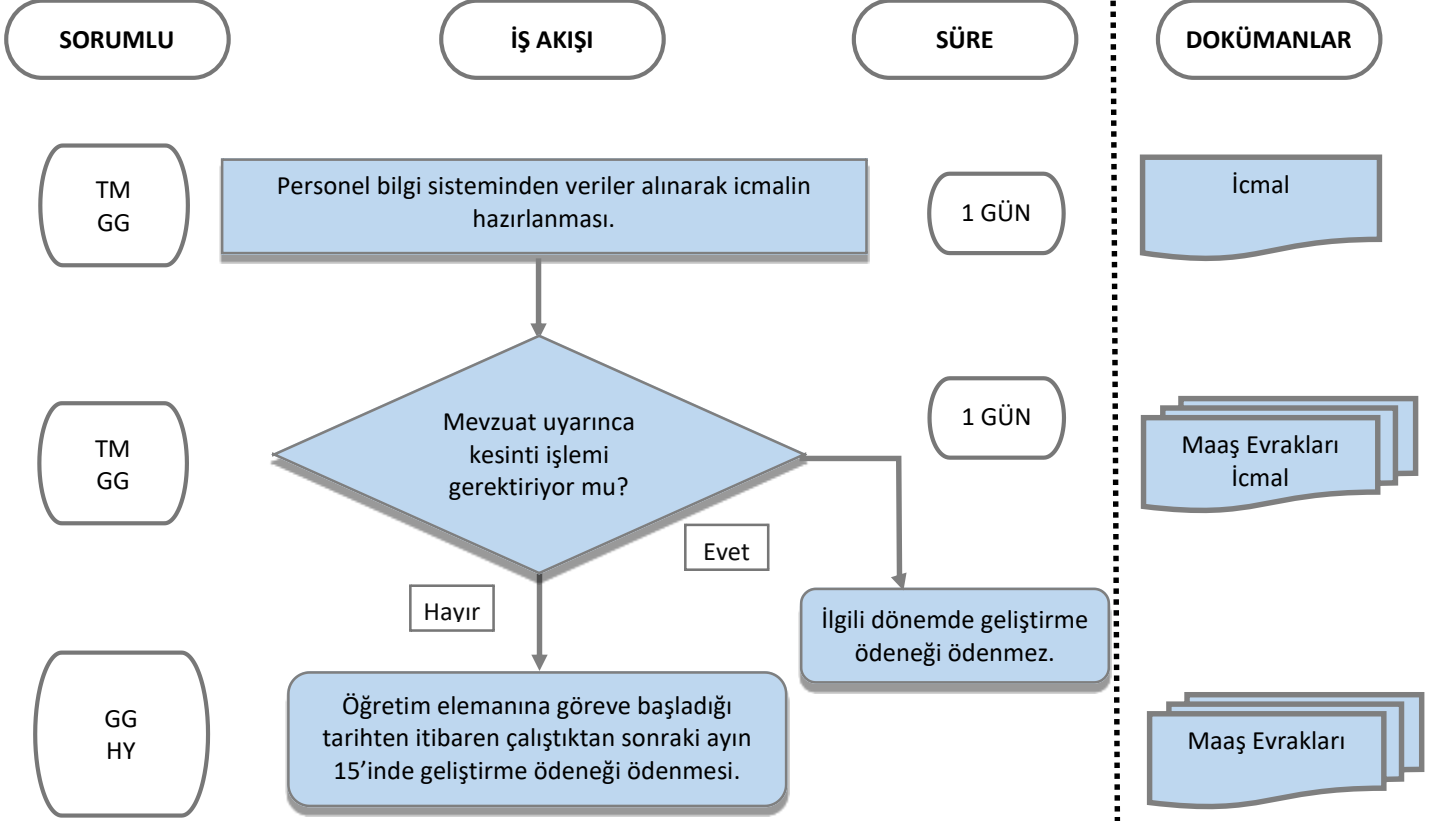 SORUMLU
İŞ AKIŞI
SÜRE
DOKÜMANLAR
TM
GG
Personel bilgi sisteminden veriler alınarak icmalin
hazırlanması.
1 GÜN
İcmal
TM
GG
Mevzuat uyarınca
kesinti işlemi
gerektiriyor mu?
1 GÜN
Maaş Evrakları
İcmal
Evet
Hayır
İlgili dönemde geliştirme
ödeneği ödenmez.
GG
HY
Öğretim elemanına göreve başladığı
tarihten itibaren çalıştıktan sonraki ayın
15’inde geliştirme ödeneği ödenmesi.
Maaş Evrakları